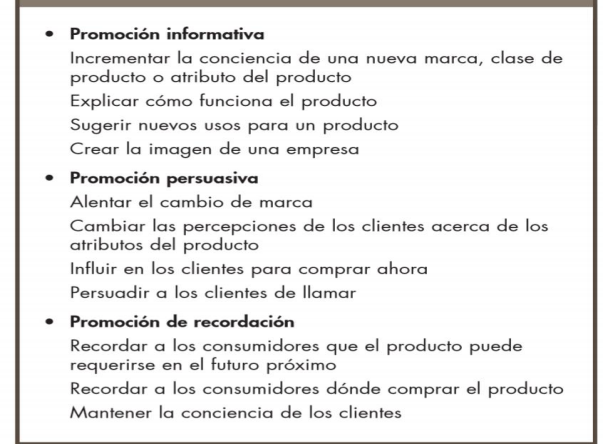 • Promoción informativa
Incrementar la conciencia de una nueva marca, clase de
producto o atributo del producto
Explicar cómo funciona el producto
Sugerir nuevos usos para un producto
Crear la imagen de una empresa
• Promoción persuasiva
Alentar el cambio de marca
Cambiar las percepciones de los clientes acerca de los
atributos del producto
Influir en los clientes para comprar ahora
Persuadir a los clientes de llamar
• Promoción de recordación
Recordar a los consumidores que el producto puede
requerirse en el futuro próximo
Recordar a los consumidores dónde comprar el producto
Mantener la conciencia de los clientes